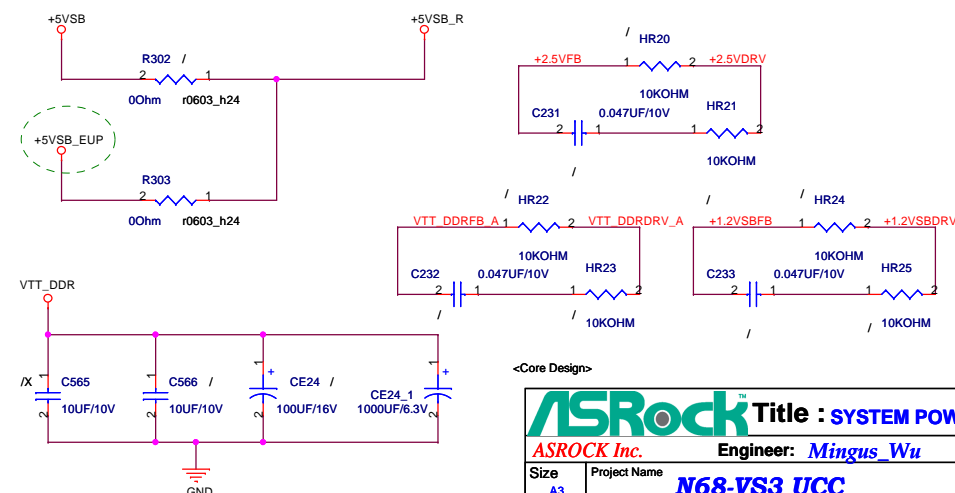 +5VSB
+5VSB_R
R302 /
2 1
0Ohm r0603_h24
+5VSB_EUP
R303
2 1
0Ohm r0603_h24
/
HR20
+2.5VFB 1 2 +2.5VDRV
10KOHM
C231 0.047UF/10V HR21
2 1 1 2
10KOHM
/
/ HR22
VTT_DDRFB_A 1 2 VTT_DDRDRV_A
10KOHM
C232 0.047UF/10V HR23
2 1 1 2
/ / 10KOHM
/ HR24
+1.2VSBFB 1 2 +1.2VSBDRV
10KOHM
C233 0.047UF/10V HR25
2 1 1 2
/ / 10KOHM
VTT_DDR
/X 1 C565
2 10UF/10V
1 C566 /
2 10UF/10V
1 + CE24 /
2 100UF/16V
1 + CE24_1
2 1000UF/6.3V
GND
<Core Design>
ASRock™ Title : SYSTEM POW
ASROCK Inc. Engineer: Mingus_Wu
Size Project Name
A3 N68-VS3 UCC